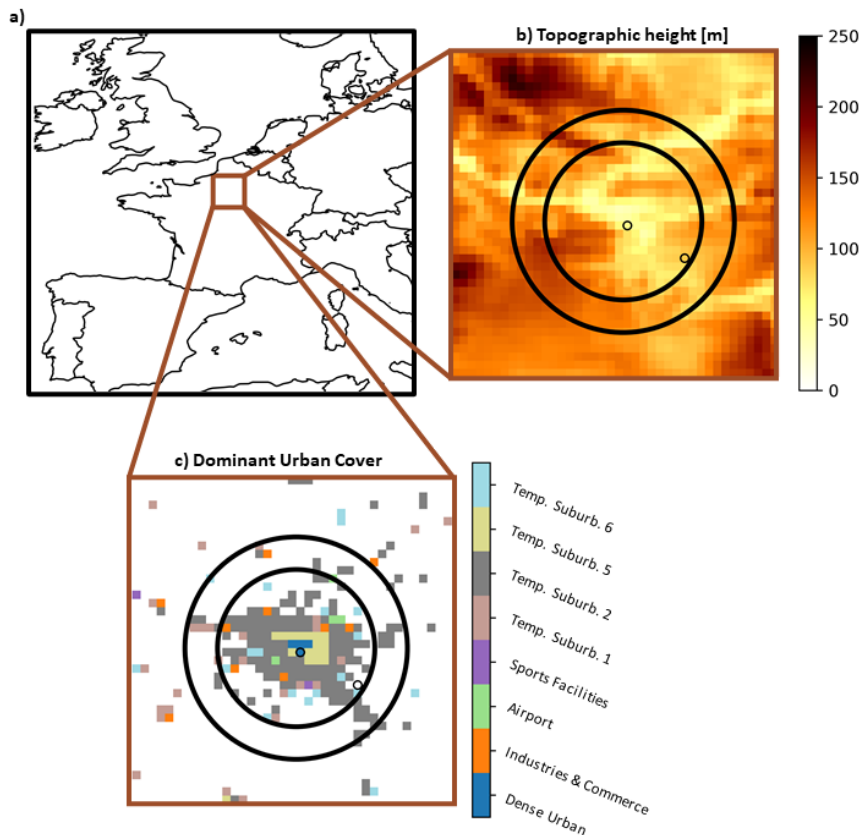 a)
b) Topographic height [m]
250
200
150
100
50
0
c) Dominant Urban Cover
Temp. Suburb. 6
Temp. Suburb. 5
Temp. Suburb. 2
Temp. Suburb. 1
Sports Facilities
Airport
Industries & Commerce
Dense Urban